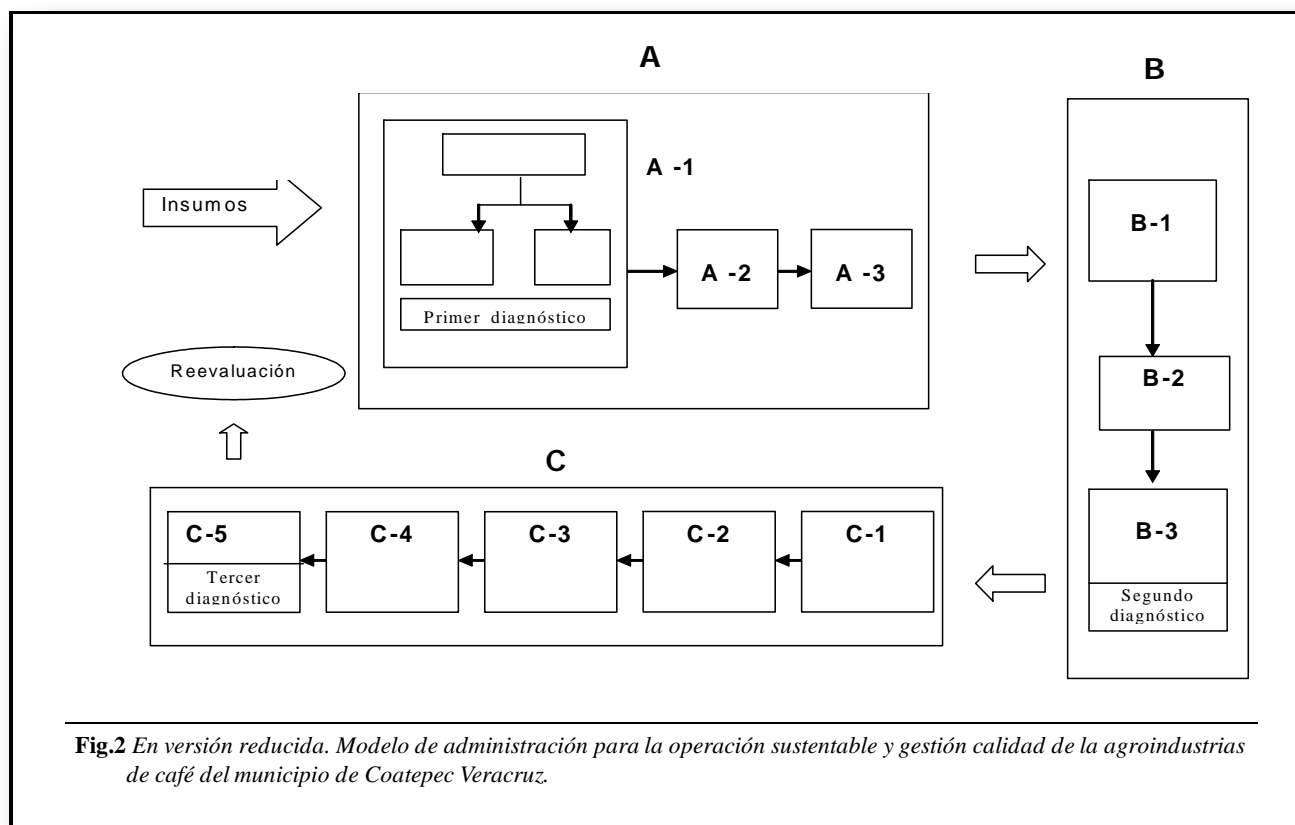 A
B
A -1
Insumos
B-1
A -2
A -3
Primer diagnóstico
Reevaluación
B-2
C
C-5
C-4
C-3
C-2
C-1
B-3
Tercer
diagnóstico
Segundo
diagnóstico
Fig.2 En versión reducida. Modelo de administración para la operación sustentable y gestión calidad de la agroindustrias
de café del municipio de Coatepec Veracruz.